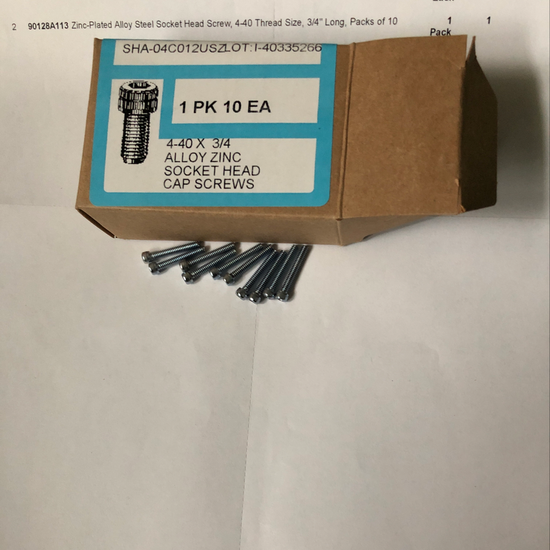 2 90128A113 Zinc-Plated Alloy Steel Socket Head Screw, 4-40 Thread Size, 3/4" Long, Packs of 10 1 1
Pack
SHA-04C012USZLOT:I-40335266
1 PK 10 EA
4-40 X 3/4
ALLOY ZINC
SOCKET HEAD
CAP SCREWS